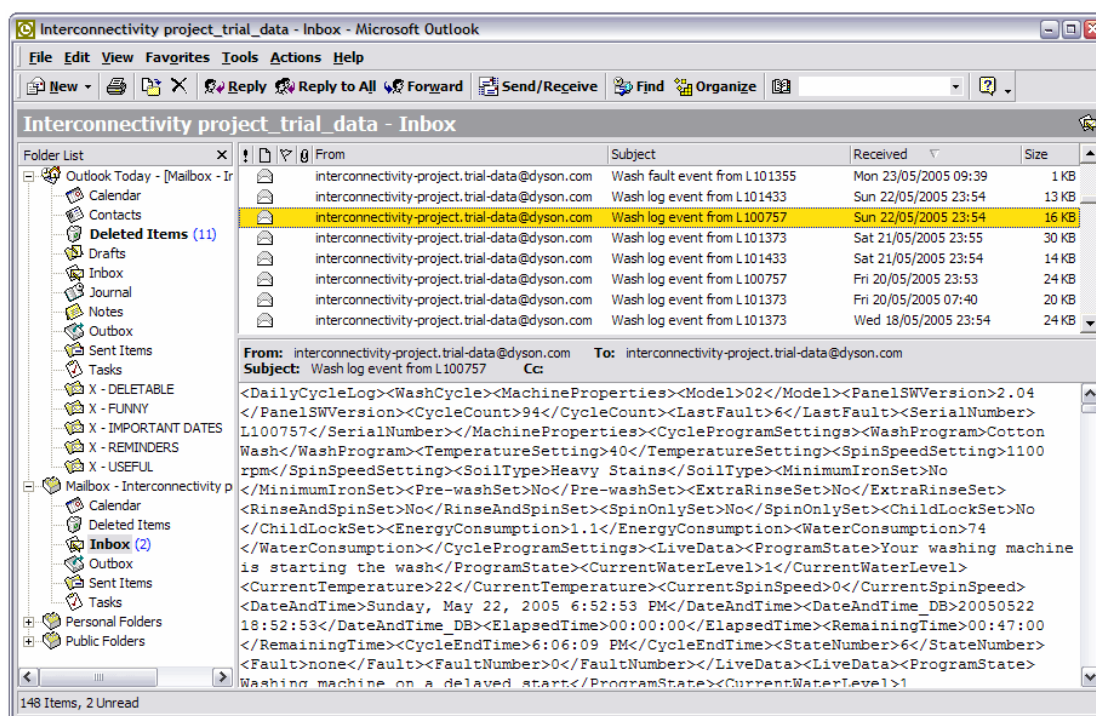 Interconnectivity project_trial_data - Inbox - Microsoft Outlook
File Edit View Favorites Tools Actions Help
New Reply Reply to All Forward Send/Receive Find Organize
Interconnectivity project_trial_data - Inbox
Folder List
Outlook Today - [Mailbox - Ir
Calendar
Contacts
Deleted Items (11)
Drafts
Inbox
Journal
Notes
Outbox
Sent Items
Tasks
X - DELETABLE
X - FUNNY
X - IMPORTANT DATES
X - REMINDERS
X - USEFUL
Mailbox - Interconnectivity p
Calendar
Deleted Items
Inbox (2)
Outbox
Sent Items
Tasks
Personal Folders
Public Folders
From Subject Received Size
interconnectivity-project.trial-data@dyson.com Wash fault event from L101355 Mon 23/05/2005 09:39 1 KB
interconnectivity-project.trial-data@dyson.com Wash log event from L101433 Sun 22/05/2005 23:54 13 KB
interconnectivity-project.trial-data@dyson.com Wash log event from L100757 Sun 22/05/2005 23:54 16 KB
interconnectivity-project.trial-data@dyson.com Wash log event from L101373 Sat 21/05/2005 23:55 30 KB
interconnectivity-project.trial-data@dyson.com Wash log event from L101433 Sat 21/05/2005 23:54 14 KB
interconnectivity-project.trial-data@dyson.com Wash log event from L100757 Fri 20/05/2005 23:53 24 KB
interconnectivity-project.trial-data@dyson.com Wash log event from L101373 Fri 20/05/2005 07:40 20 KB
interconnectivity-project.trial-data@dyson.com Wash log event from L101373 Wed 18/05/2005 23:54 24 KB
From: interconnectivity-project.trial-data@dyson.com To: interconnectivity-project.trial-data@dyson.com
Subject: Wash log event from L100757 Cc:
<DailyCycleLog><WashCycle><MachineProperties><Model>02</Model><PanelSWVersion>2.04
</PanelSWVersion><CycleCount>94</CycleCount><LastFault>6</LastFault><SerialNumber>
L100757</SerialNumber></MachineProperties><CycleProgramSettings><WashProgram>Cotton
Wash</WashProgram><TemperatureSetting>40</TemperatureSetting><SpinSpeedSetting>1100
rpm</SpinSpeedSetting><SoilType>Heavy Stains</SoilType><MinimumIronSet>No
</MinimumIronSet><Pre-washSet>No</Pre-washSet><ExtraRinseSet>No</ExtraRinseSet>
<RinseAndSpinSet>No</RinseAndSpinSet><SpinOnlySet>No</SpinOnlySet><ChildLockSet>No
</ChildLockSet><EnergyConsumption>1.1</EnergyConsumption><WaterConsumption>74
</WaterConsumption></CycleProgramSettings><LiveData><ProgramState>Your washing machine
is starting the wash</ProgramState><CurrentWaterLevel>1</CurrentWaterLevel>
<CurrentTemperature>22</CurrentTemperature><CurrentSpinSpeed>0</CurrentSpinSpeed>
<DateAndTime>Sunday, May 22, 2005 6:52:53 PM</DateAndTime><DateAndTime_DB>20050522
18:52:53</DateAndTime_DB><ElapsedTime>00:00:00</ElapsedTime><RemainingTime>00:47:00
</RemainingTime><CycleEndTime>6:06:09 PM</CycleEndTime><StateNumber>6</StateNumber>
<Fault>none</Fault><FaultNumber>0</FaultNumber></LiveData><LiveData><ProgramState>
Washing machine on a delayed start</ProgramState><CurrentWaterLevel>1
148 Items, 2 Unread